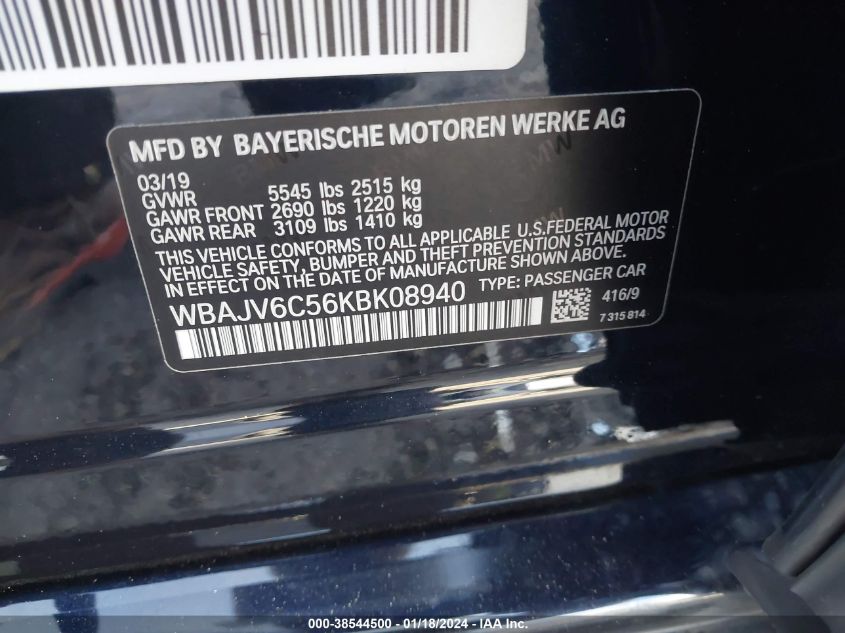 MFD BY BAYERISCHE MOTOREN WERKE AG
03/19
GVWR 5545 lbs 2515 kg
GAWR FRONT 2690 lbs 1220 kg
GAWR REAR 3109 lbs 1410 kg
THIS VEHICLE CONFORMS TO ALL APPLICABLE U.S.FEDERAL MOTOR
VEHICLE SAFETY, BUMPER AND THEFT PREVENTION STANDARDS
IN EFFECT ON THE DATE OF MANUFACTURE SHOWN ABOVE.
WBAJV6C56KBK08940 TYPE: PASSENGER CAR
416/9
7 315 814
000-38544500 - 01/18/2024 - IAA Inc.